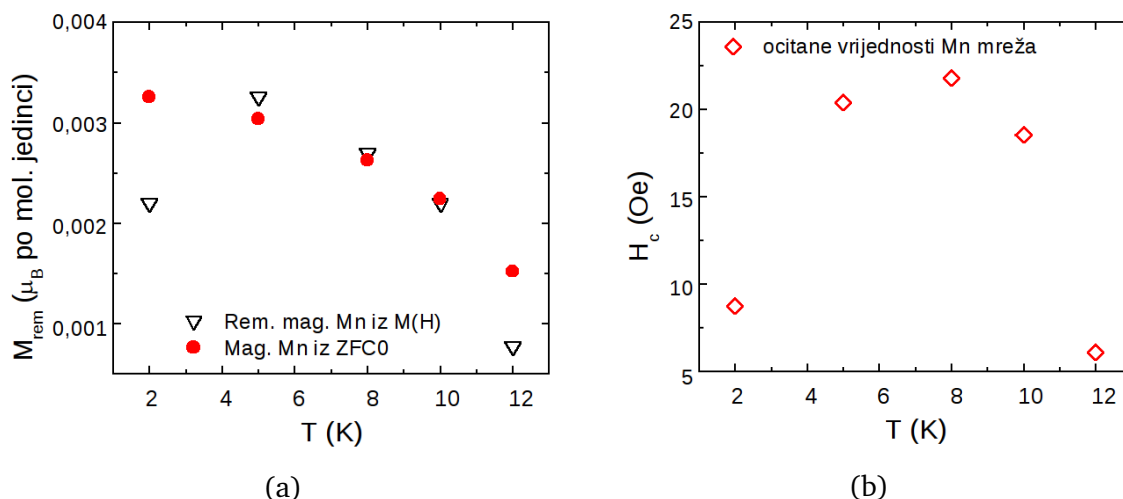 0,004
0,003
0,002
0,001
M_rem (μ_B po mol. jedinci)
Rem. mag. Mn iz M(H)
Mag. Mn iz ZFC0
2 4 6 8 10 12
T (K)
(a)
25
20
15
10
5
H_c (Oe)
ocitane vrijednosti Mn mreža
2 4 6 8 10 12
T (K)
(b)